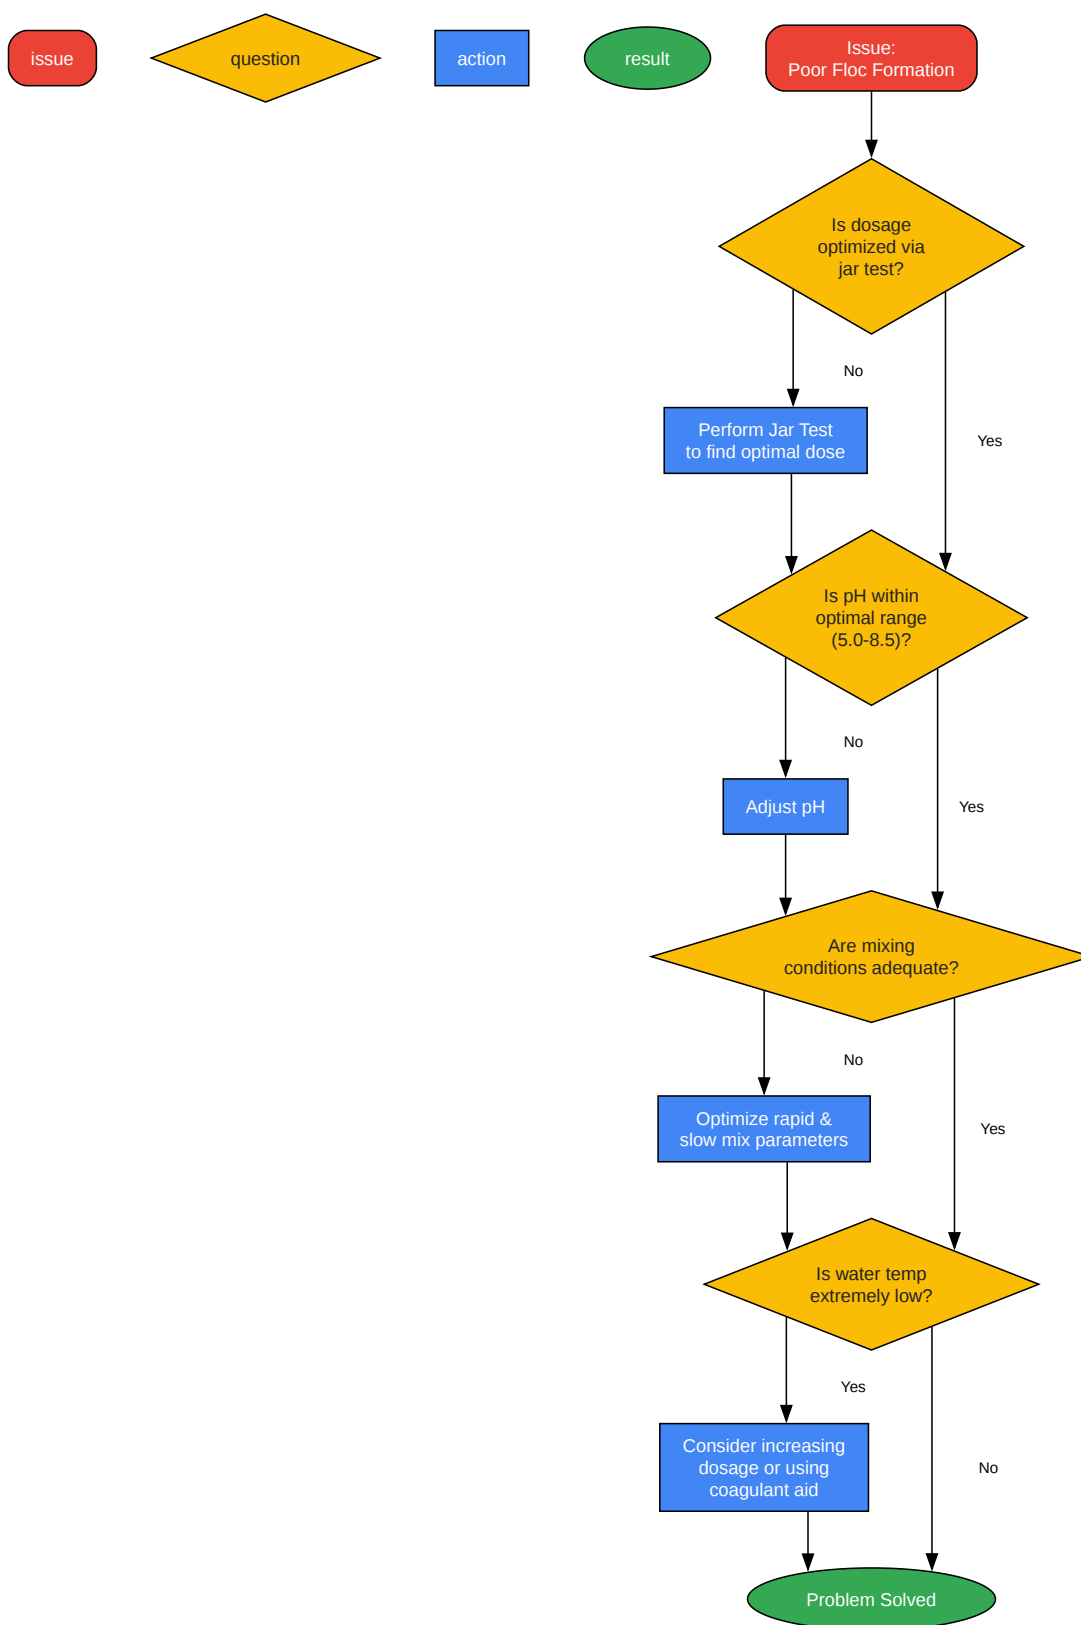 issue
question
action
result
Issue:
Poor Floc Formation
Is dosage
optimized via
jar test?
No
Yes
Perform Jar Test
to find optimal dose
Is pH within
optimal range
(5.0-8.5)?
No
Yes
Adjust pH
Are mixing
conditions adequate?
No
Yes
Optimize rapid &
slow mix parameters
Is water temp
extremely low?
Yes
No
Consider increasing
dosage or using
coagulant aid
Problem Solved